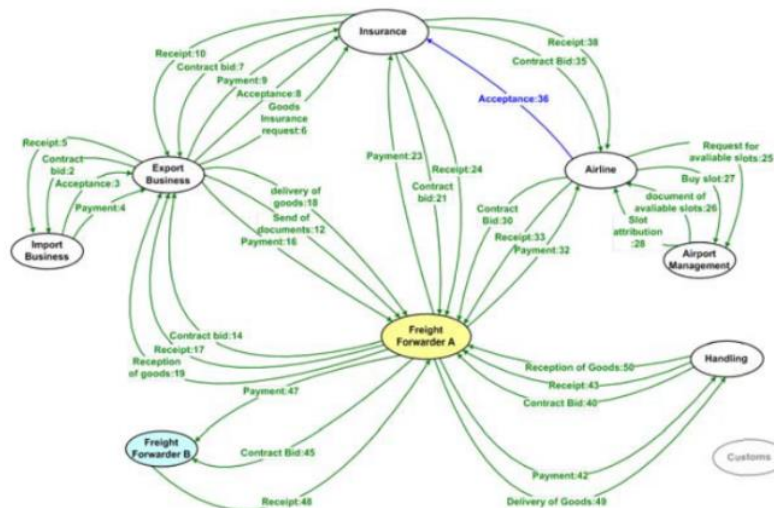 Insurance
Receipt:10
Contract bid:7
Payment:9
Acceptance:8
Goods
Insurance
request:6
Receipt:38
Contract Bid:35
Acceptance:36
Receipt:5
Contract
bid:2
Acceptance:3
Payment:4
Export
Business
Import
Business
Payment:23
Receipt:24
Contract
bid:21
Airline
Request for
avaliable slots:25
Buy slot:27
document of
avaliable slots:26
Slot
attribution
:28
Airport
Management
delivery of
goods:18
Send of
documents:12
Payment:16
Contract
Bid:30
Receipt:33
Payment:32
Contract bid:14
Receipt:17
Reception
of goods:19
Freight
Forwarder A
Handling
Reception of Goods:50
Receipt:43
Contract Bid:40
Payment:47
Freight
Forwarder B
Contract Bid:45
Receipt:48
Payment:42
Delivery of Goods:49
Customs